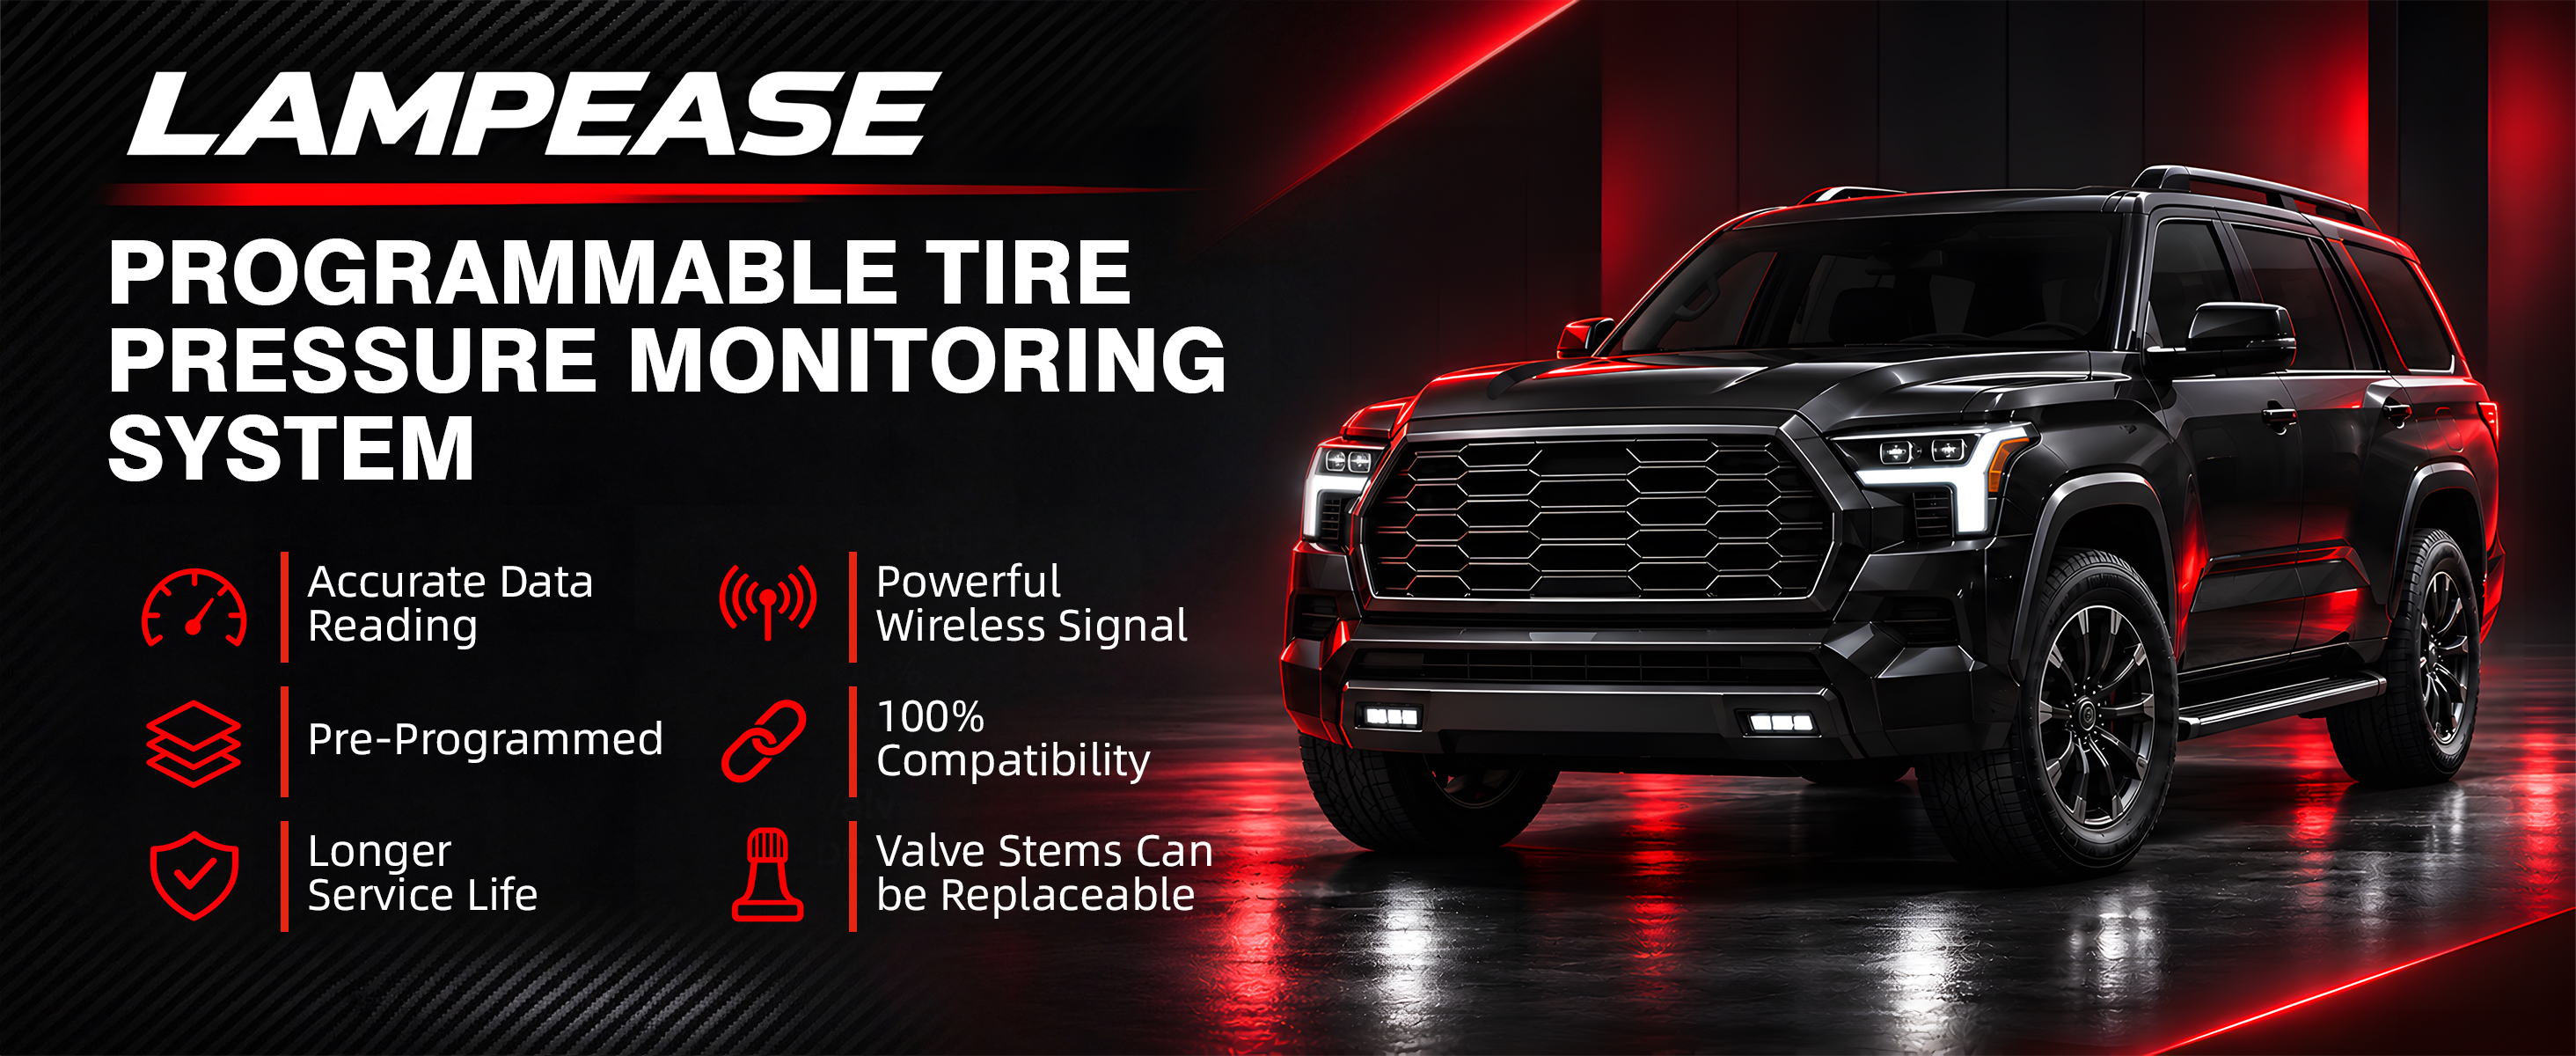 LAMPEASE
PROGRAMMABLE TIRE
PRESSURE MONITORING
SYSTEM
Accurate Data
Reading
Powerful
Wireless Signal
Pre-Programmed
100%
Compatibility
Longer
Service Life
Valve Stems Can
be Replaceable